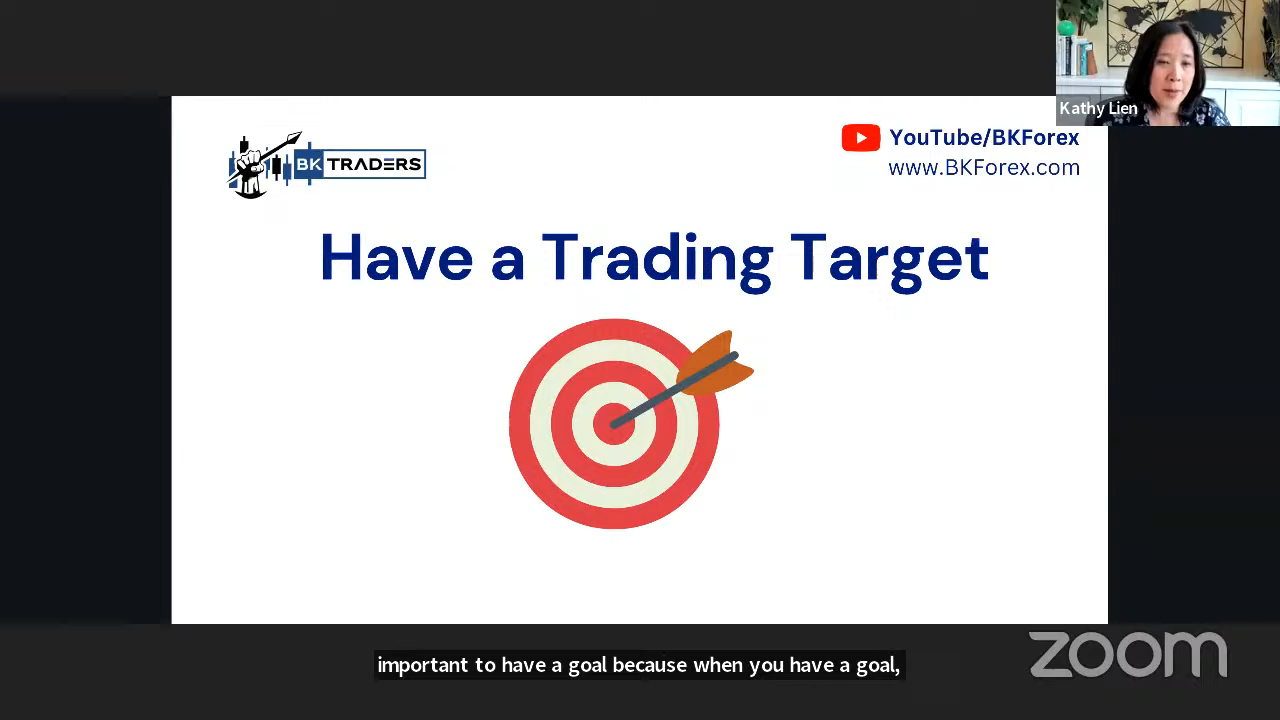 Kathy Lien
BK TRADERS
YouTube/BKForex
www.BKForex.com
Have a Trading Target
important to have a goal because when you have a goal,
zoom